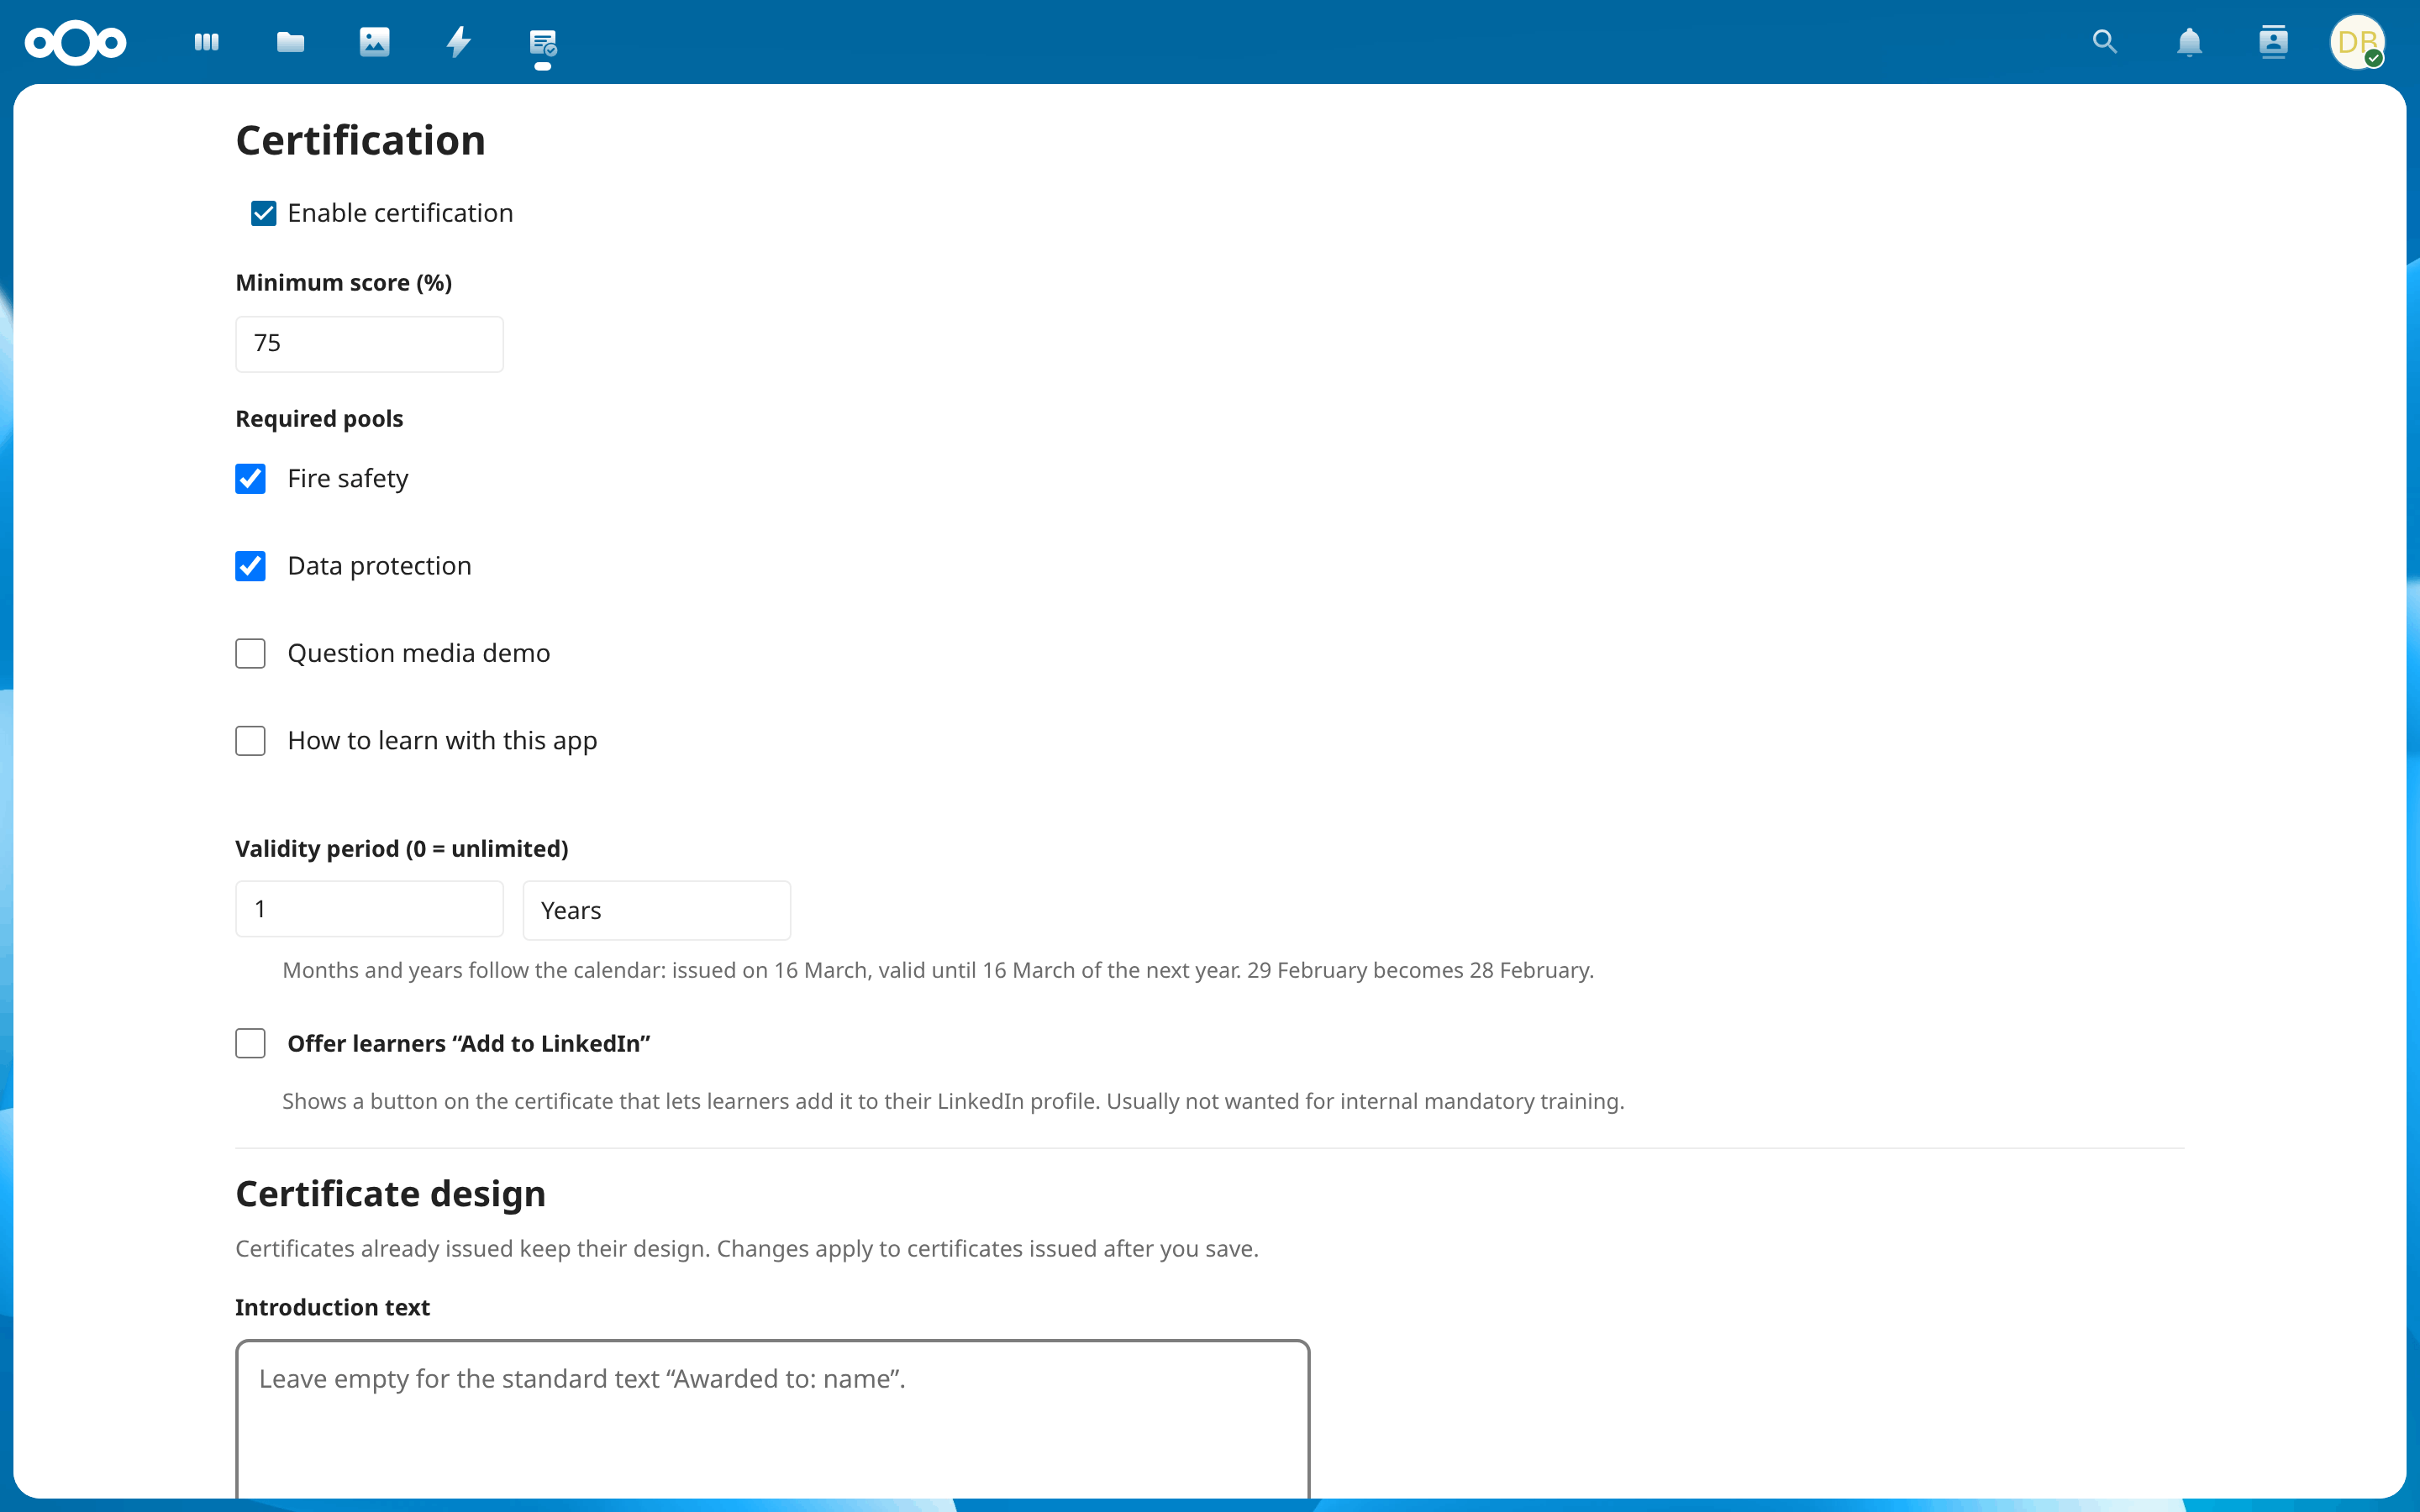 DB
Certification
Enable certification
Minimum score (%)
75
Required pools
Fire safety
Data protection
Question media demo
How to learn with this app
Validity period (0 = unlimited)
1
Years
Months and years follow the calendar: issued on 16 March, valid until 16 March of the next year. 29 February becomes 28 February.
Offer learners “Add to LinkedIn”
Shows a button on the certificate that lets learners add it to their LinkedIn profile. Usually not wanted for internal mandatory training.
Certificate design
Certificates already issued keep their design. Changes apply to certificates issued after you save.
Introduction text
Leave empty for the standard text “Awarded to: name”.